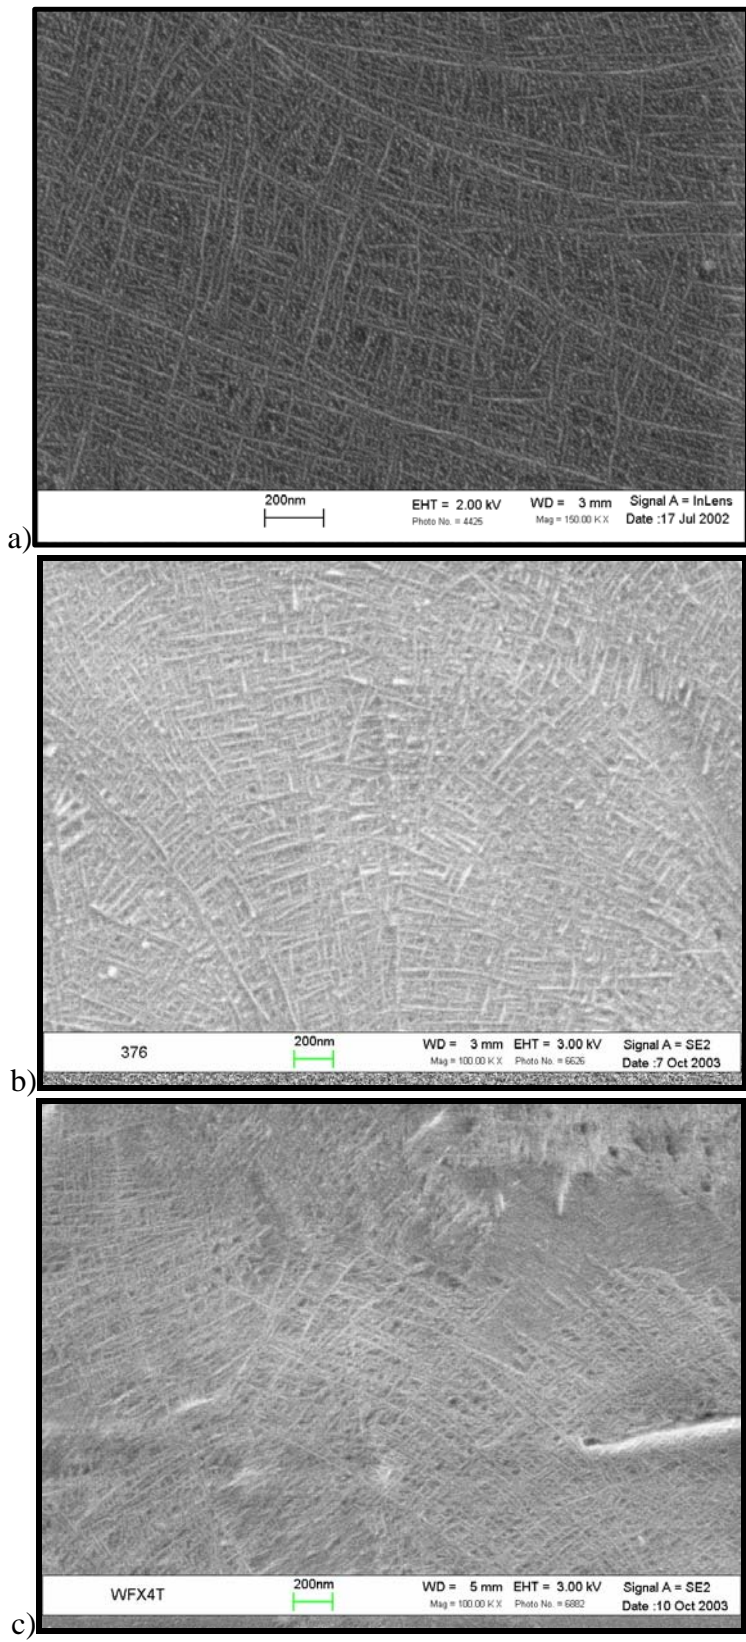 200nm
EHT = 2.00 kV WD = 3 mm Signal A = InLens
Photo No. = 4425 Mag = 150.00 K X Date :17 Jul 2002
a)
376 200nm WD = 3 mm EHT = 3.00 kV Signal A = SE2
Mag = 100.00 K X Photo No. = 6626 Date :7 Oct 2003
b)
WFX4T 200nm WD = 5 mm EHT = 3.00 kV Signal A = SE2
Mag = 100.00 K X Photo No. = 6882 Date :10 Oct 2003
c)